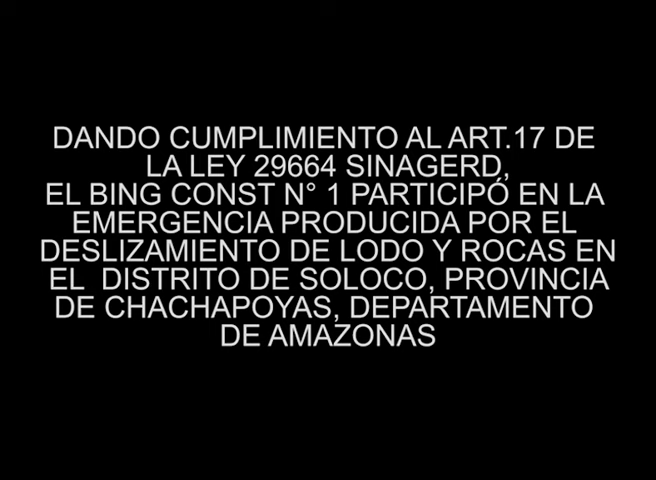 DANDO CUMPLIMIENTO AL ART.17 DE
LA LEY 29664 SINAGERD,
EL BING CONST N° 1 PARTICIPÓ EN LA
EMERGENCIA PRODUCIDA POR EL
DESLIZAMIENTO DE LODO Y ROCAS EN
EL DISTRITO DE SOLOCO, PROVINCIA
DE CHACHAPOYAS, DEPARTAMENTO
DE AMAZONAS